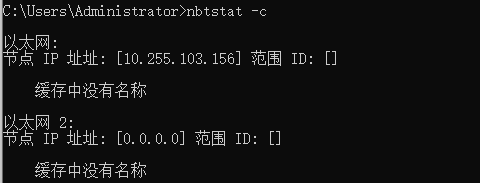 C:\Users\Administrator>nbtstat -c
以太网:
节点 IP 址址: [10.255.103.156] 范围 ID: []
缓存中没有名称
以太网 2:
节点 IP 址址: [0.0.0.0] 范围 ID: []
缓存中没有名称